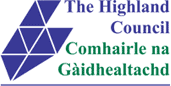 The Highland
Council
Comhairle na
Gàidhealtachd